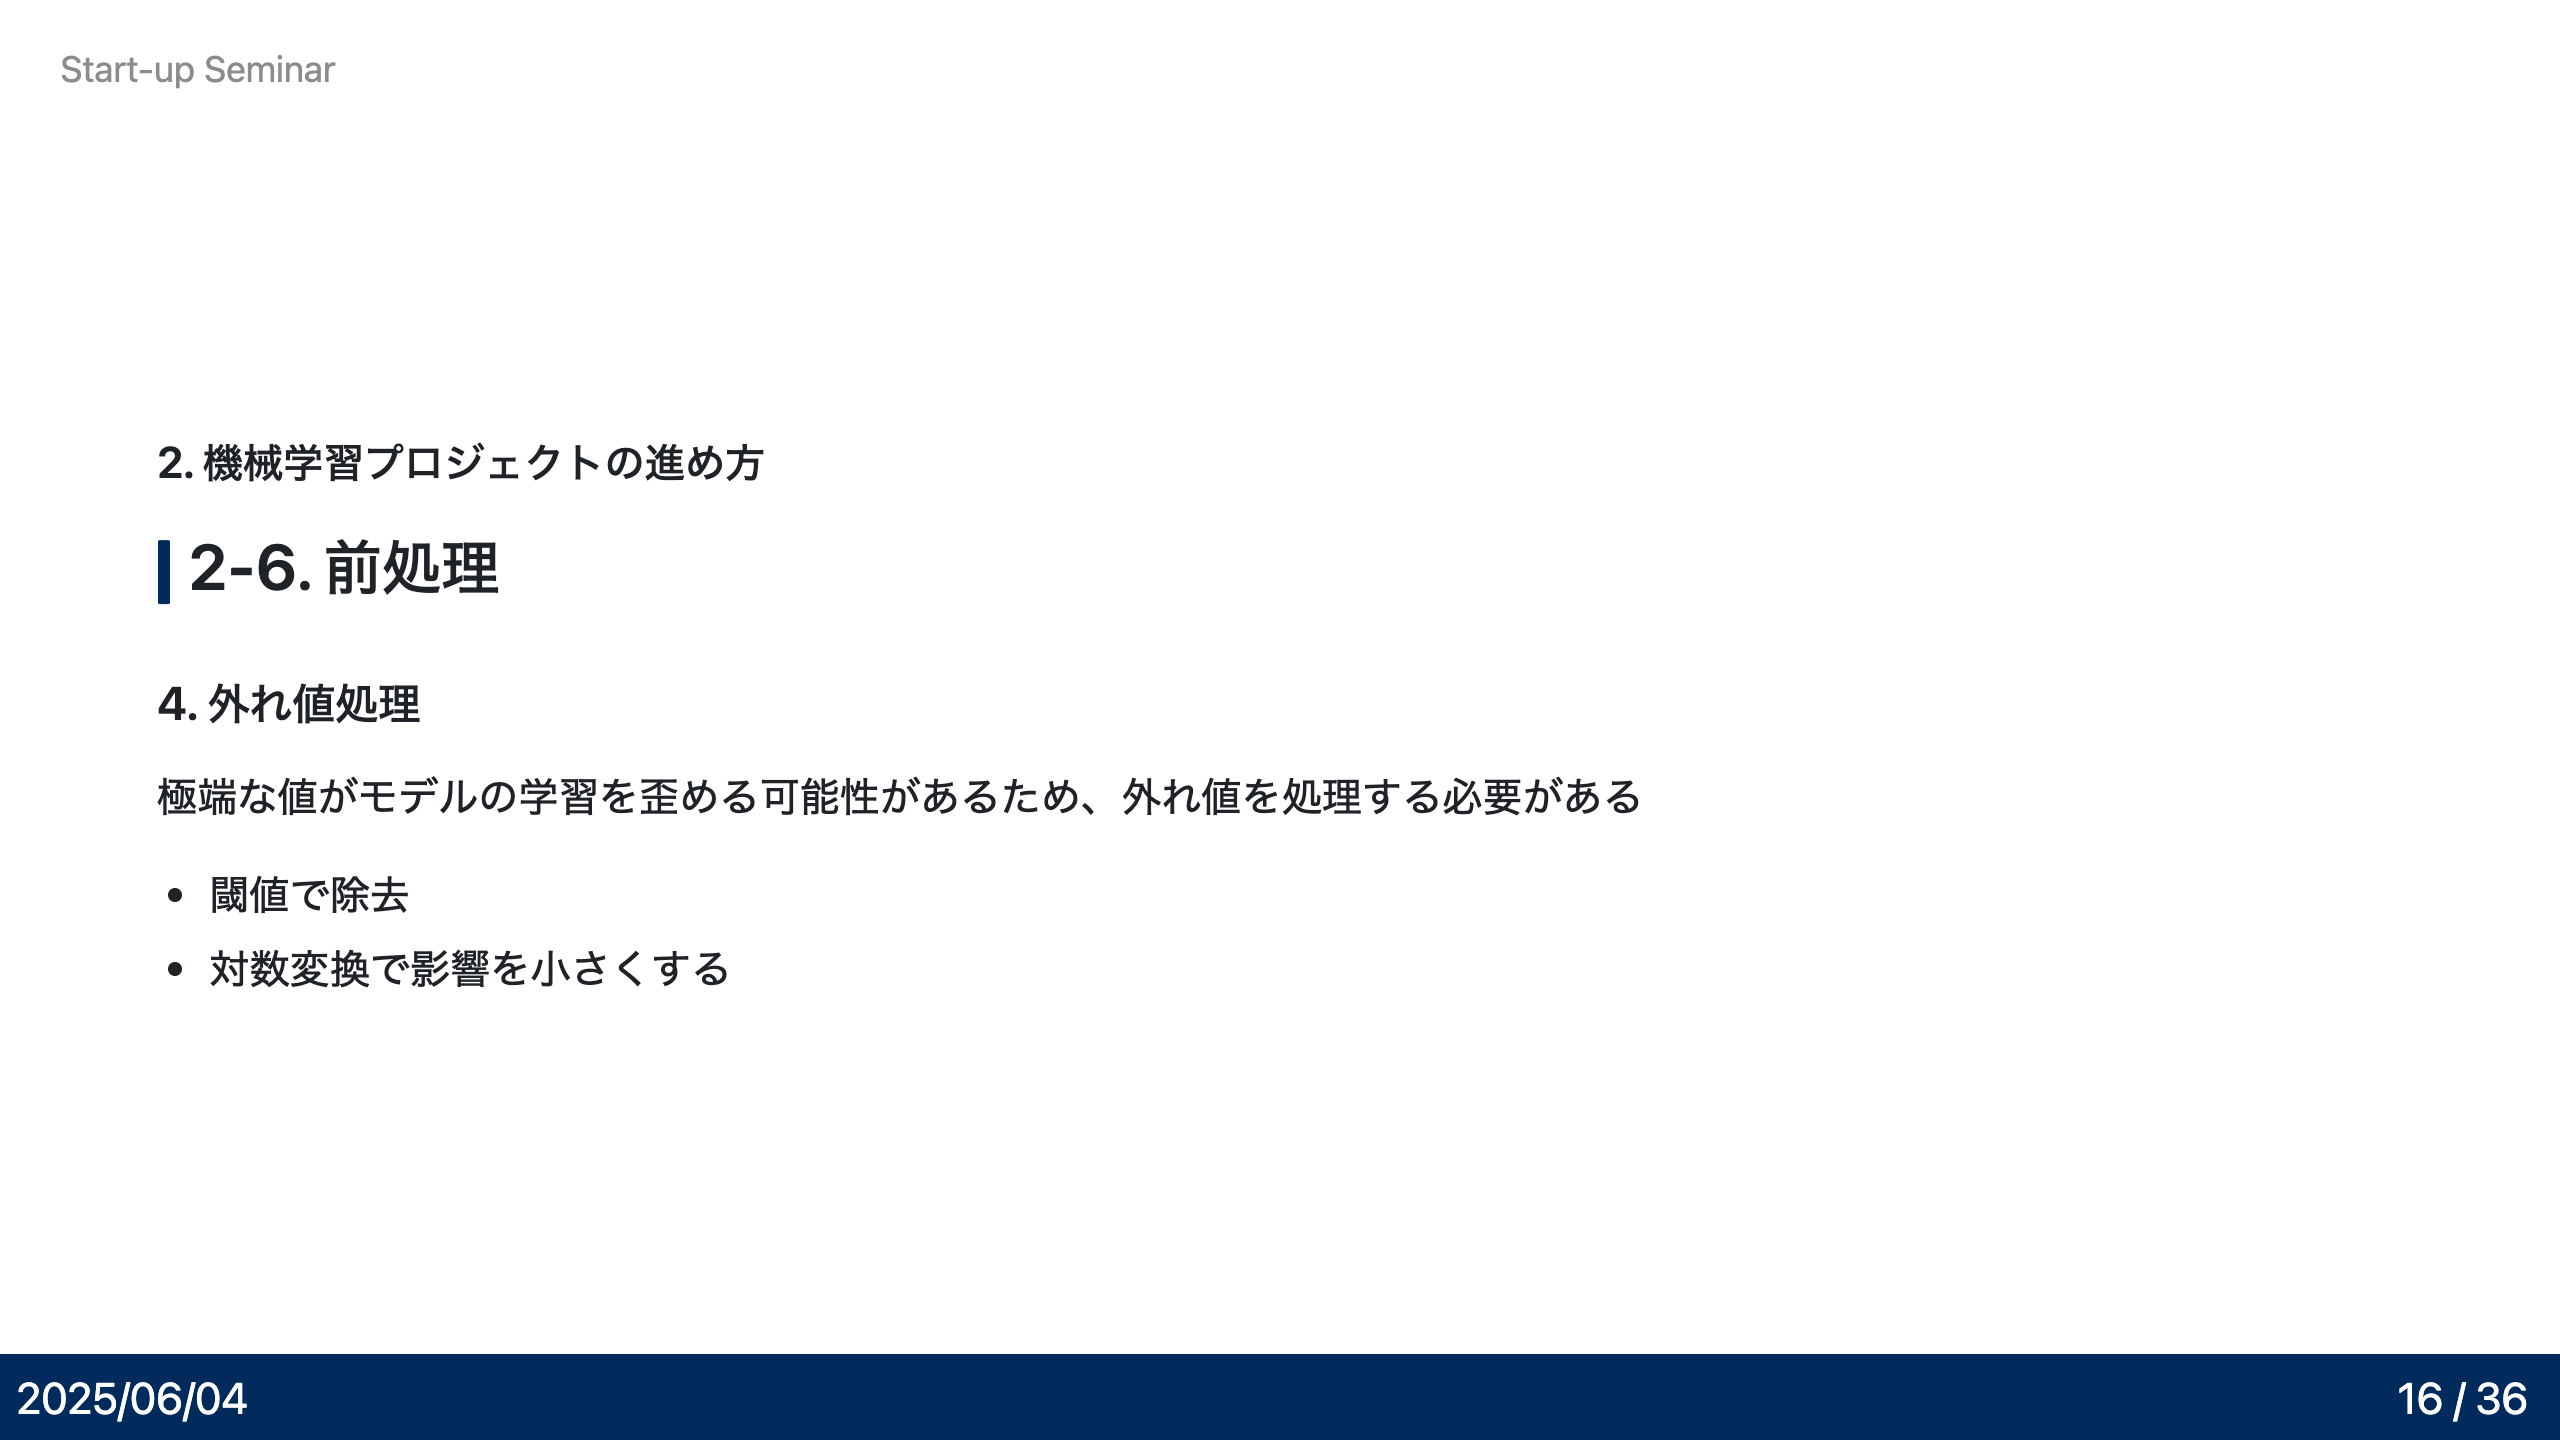 Start-up Seminar
2. 機械学習プロジェクトの進め方
2-6. 前処理
4. 外れ値処理
極端な値がモデルの学習を歪める可能性があるため、外れ値を処理する必要がある
• 閾値で除去
• 対数変換で影響を小さくする
2025/06/04
16 / 36